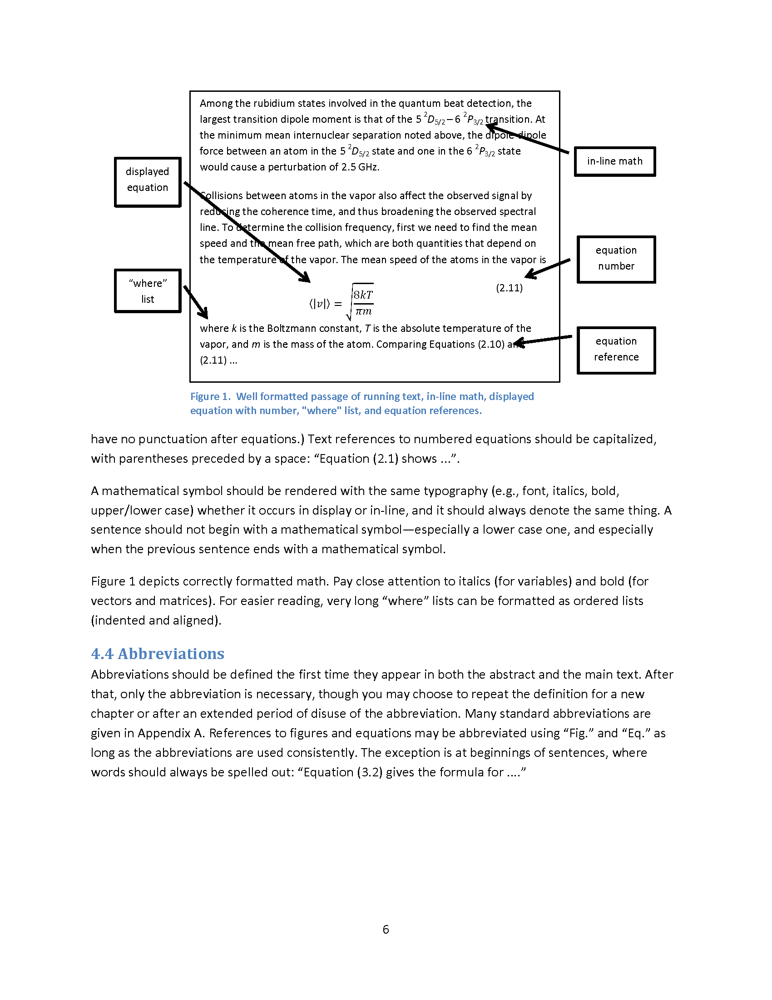 Among the rubidium states involved in the quantum beat detection, the
largest transition dipole moment is that of the 5 ²D₅/₂ – 6 ²P₃/₂ transition. At
the minimum mean internuclear separation noted above, the dipole-dipole
force between an atom in the 5 ²D₅/₂ state and one in the 6 ²P₃/₂ state
would cause a perturbation of 2.5 GHz.
in-line math
displayed
equation
Collisions between atoms in the vapor also affect the observed signal by
reducing the coherence time, and thus broadening the observed spectral
line. To determine the collision frequency, first we need to find the mean
speed and the mean free path, which are both quantities that depend on
the temperature of the vapor. The mean speed of the atoms in the vapor is
equation
number
“where”
list
⟨|v|⟩ = √(8kT/πm) (2.11)
where k is the Boltzmann constant, T is the absolute temperature of the
vapor, and m is the mass of the atom. Comparing Equations (2.10) and
(2.11) ...
equation
reference
Figure 1.  Well formatted passage of running text, in-line math, displayed
equation with number, "where" list, and equation references.
have no punctuation after equations.) Text references to numbered equations should be capitalized,
with parentheses preceded by a space: “Equation (2.1) shows ...”.
A mathematical symbol should be rendered with the same typography (e.g., font, italics, bold,
upper/lower case) whether it occurs in display or in-line, and it should always denote the same thing. A
sentence should not begin with a mathematical symbol—especially a lower case one, and especially
when the previous sentence ends with a mathematical symbol.
Figure 1 depicts correctly formatted math. Pay close attention to italics (for variables) and bold (for
vectors and matrices). For easier reading, very long “where” lists can be formatted as ordered lists
(indented and aligned).
4.4 Abbreviations
Abbreviations should be defined the first time they appear in both the abstract and the main text. After
that, only the abbreviation is necessary, though you may choose to repeat the definition for a new
chapter or after an extended period of disuse of the abbreviation. Many standard abbreviations are
given in Appendix A. References to figures and equations may be abbreviated using “Fig.” and “Eq.” as
long as the abbreviations are used consistently. The exception is at beginnings of sentences, where
words should always be spelled out: “Equation (3.2) gives the formula for ....”
6